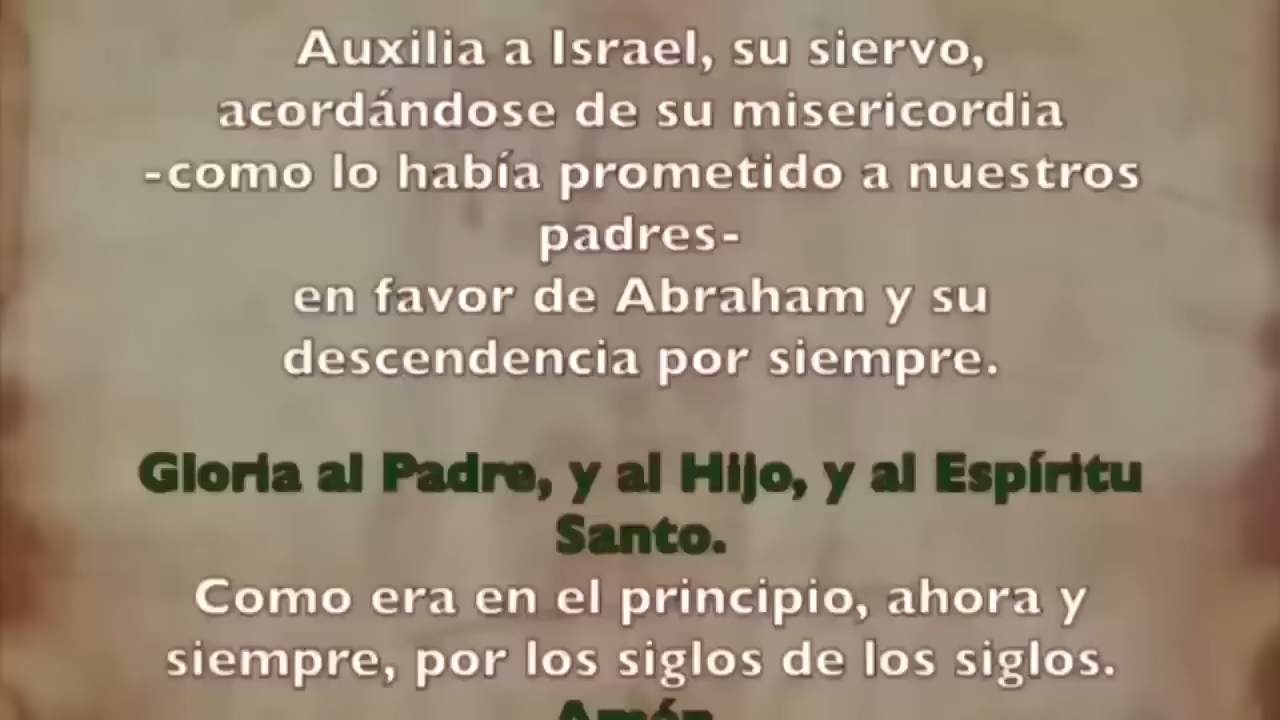 Auxilia a Israel, su siervo,
acordándose de su misericordia
-como lo había prometido a nuestros
padres-
en favor de Abraham y su
descendencia por siempre.
Gloria al Padre, y al Hijo, y al Espíritu
Santo.
Como era en el principio, ahora y
siempre, por los siglos de los siglos.
Amén